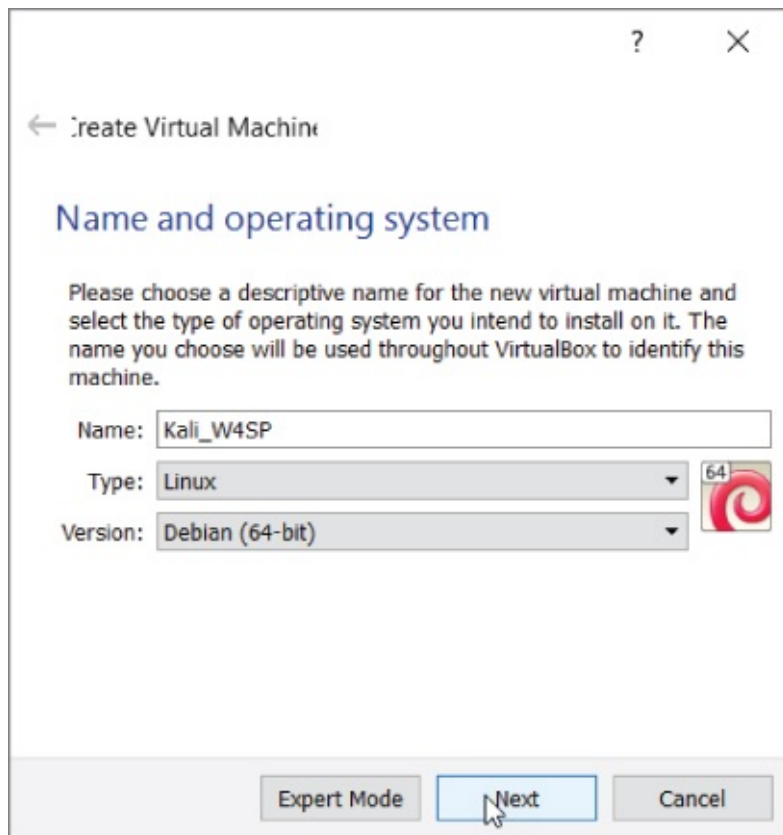 ?
reate Virtual Machine
Name and operating system
Please choose a descriptive name for the new virtual machine and
select the type of operating system you intend to install on it. The
name you choose will be used throughout VirtualBox to identify this
machine.
Name: Kali_W4SP
Type: Linux
64
Version: Debian (64-bit)
Expert Mode Next Cancel